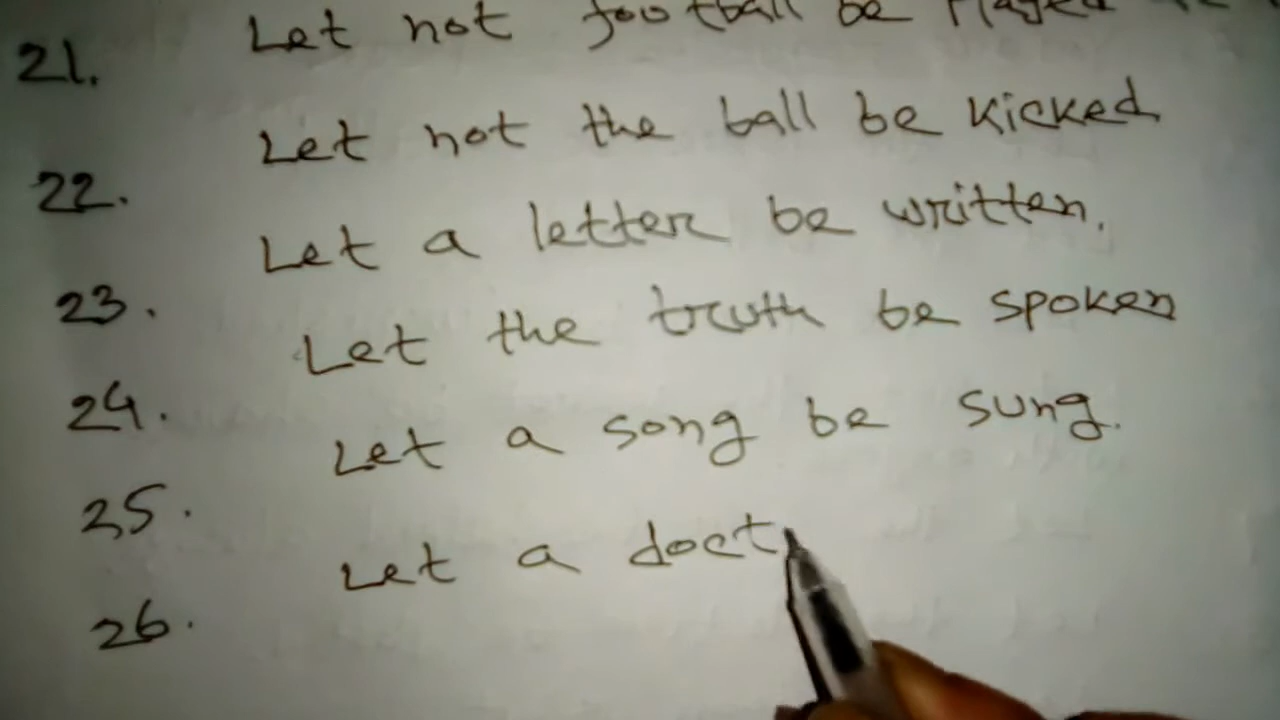 21. Let not football be Played
22. Let not the ball be kicked
23. Let a letter be written.
24. Let the truth be spoken
25. Let a song be sung.
26. Let a doct